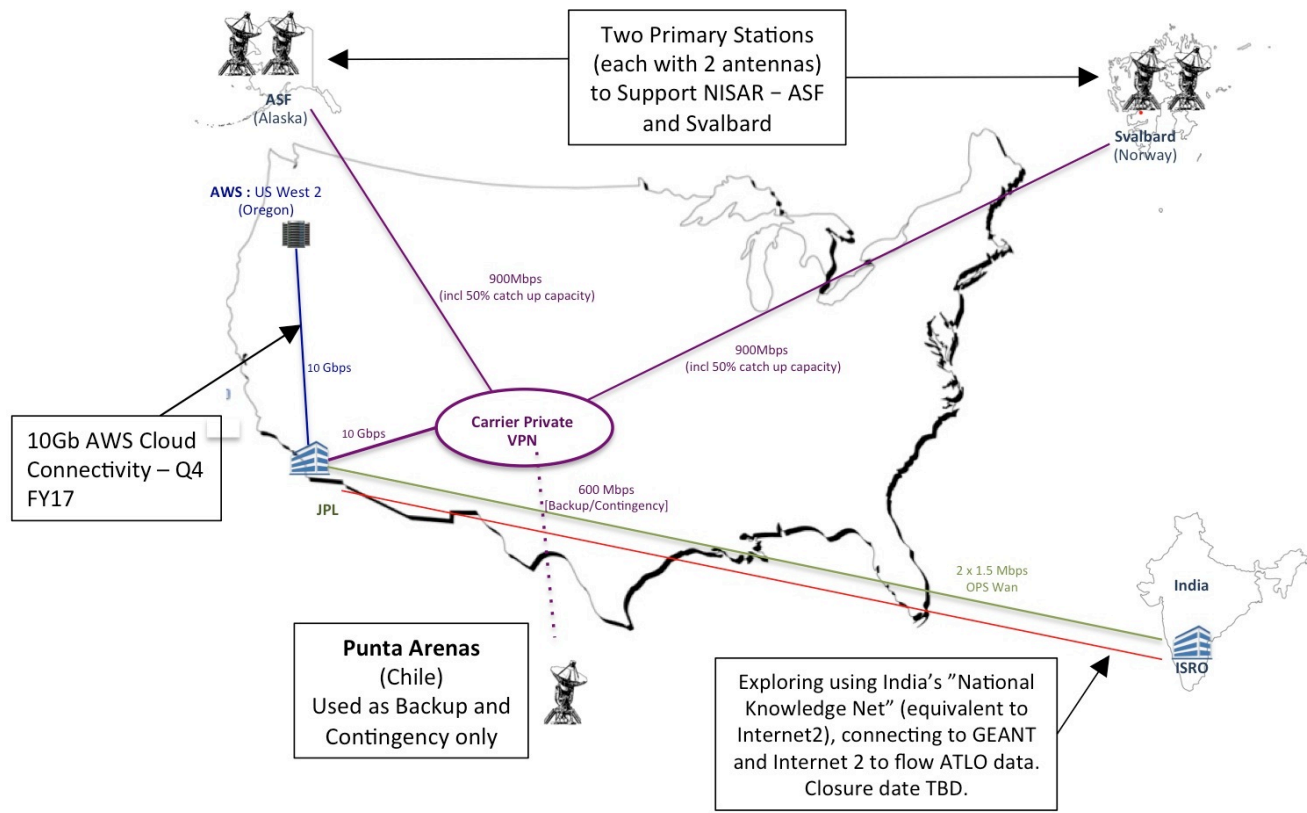 Two Primary Stations
(each with 2 antennas)
to Support NISAR – ASF
and Svalbard
ASF
(Alaska)
Svalbard
(Norway)
AWS : US West 2
(Oregon)
900Mbps
(incl 50% catch up capacity)
900Mbps
(incl 50% catch up capacity)
10 Gbps
10Gb AWS Cloud
Connectivity – Q4
FY17
10 Gbps
Carrier Private
VPN
JPL
600 Mbps
[Backup/Contingency]
2 x 1.5 Mbps
OPS Wan
India
ISRO
Punta Arenas
(Chile)
Used as Backup and
Contingency only
Exploring using India’s ”National
Knowledge Net” (equivalent to
Internet2), connecting to GEANT
and Internet 2 to flow ATLO data.
Closure date TBD.